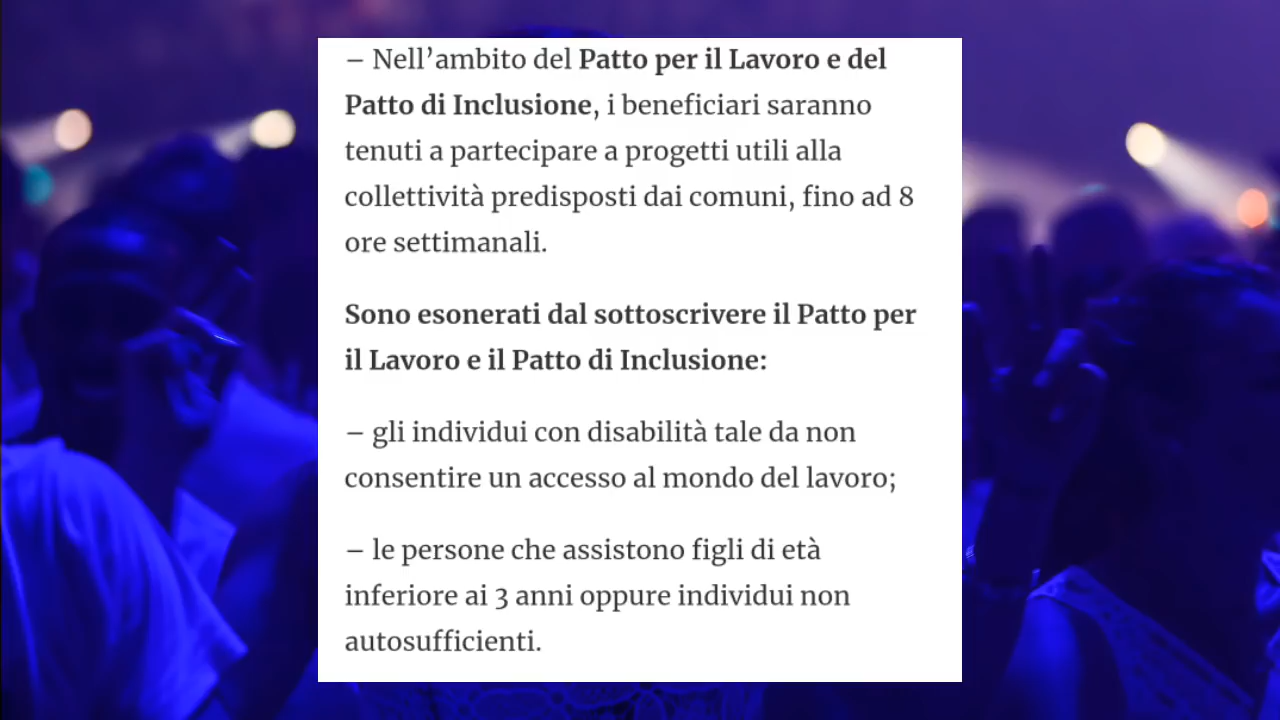 – Nell’ambito del Patto per il Lavoro e del
Patto di Inclusione, i beneficiari saranno
tenuti a partecipare a progetti utili alla
collettività predisposti dai comuni, fino ad 8
ore settimanali.
Sono esonerati dal sottoscrivere il Patto per
il Lavoro e il Patto di Inclusione:
– gli individui con disabilità tale da non
consentire un accesso al mondo del lavoro;
– le persone che assistono figli di età
inferiore ai 3 anni oppure individui non
autosufficienti.